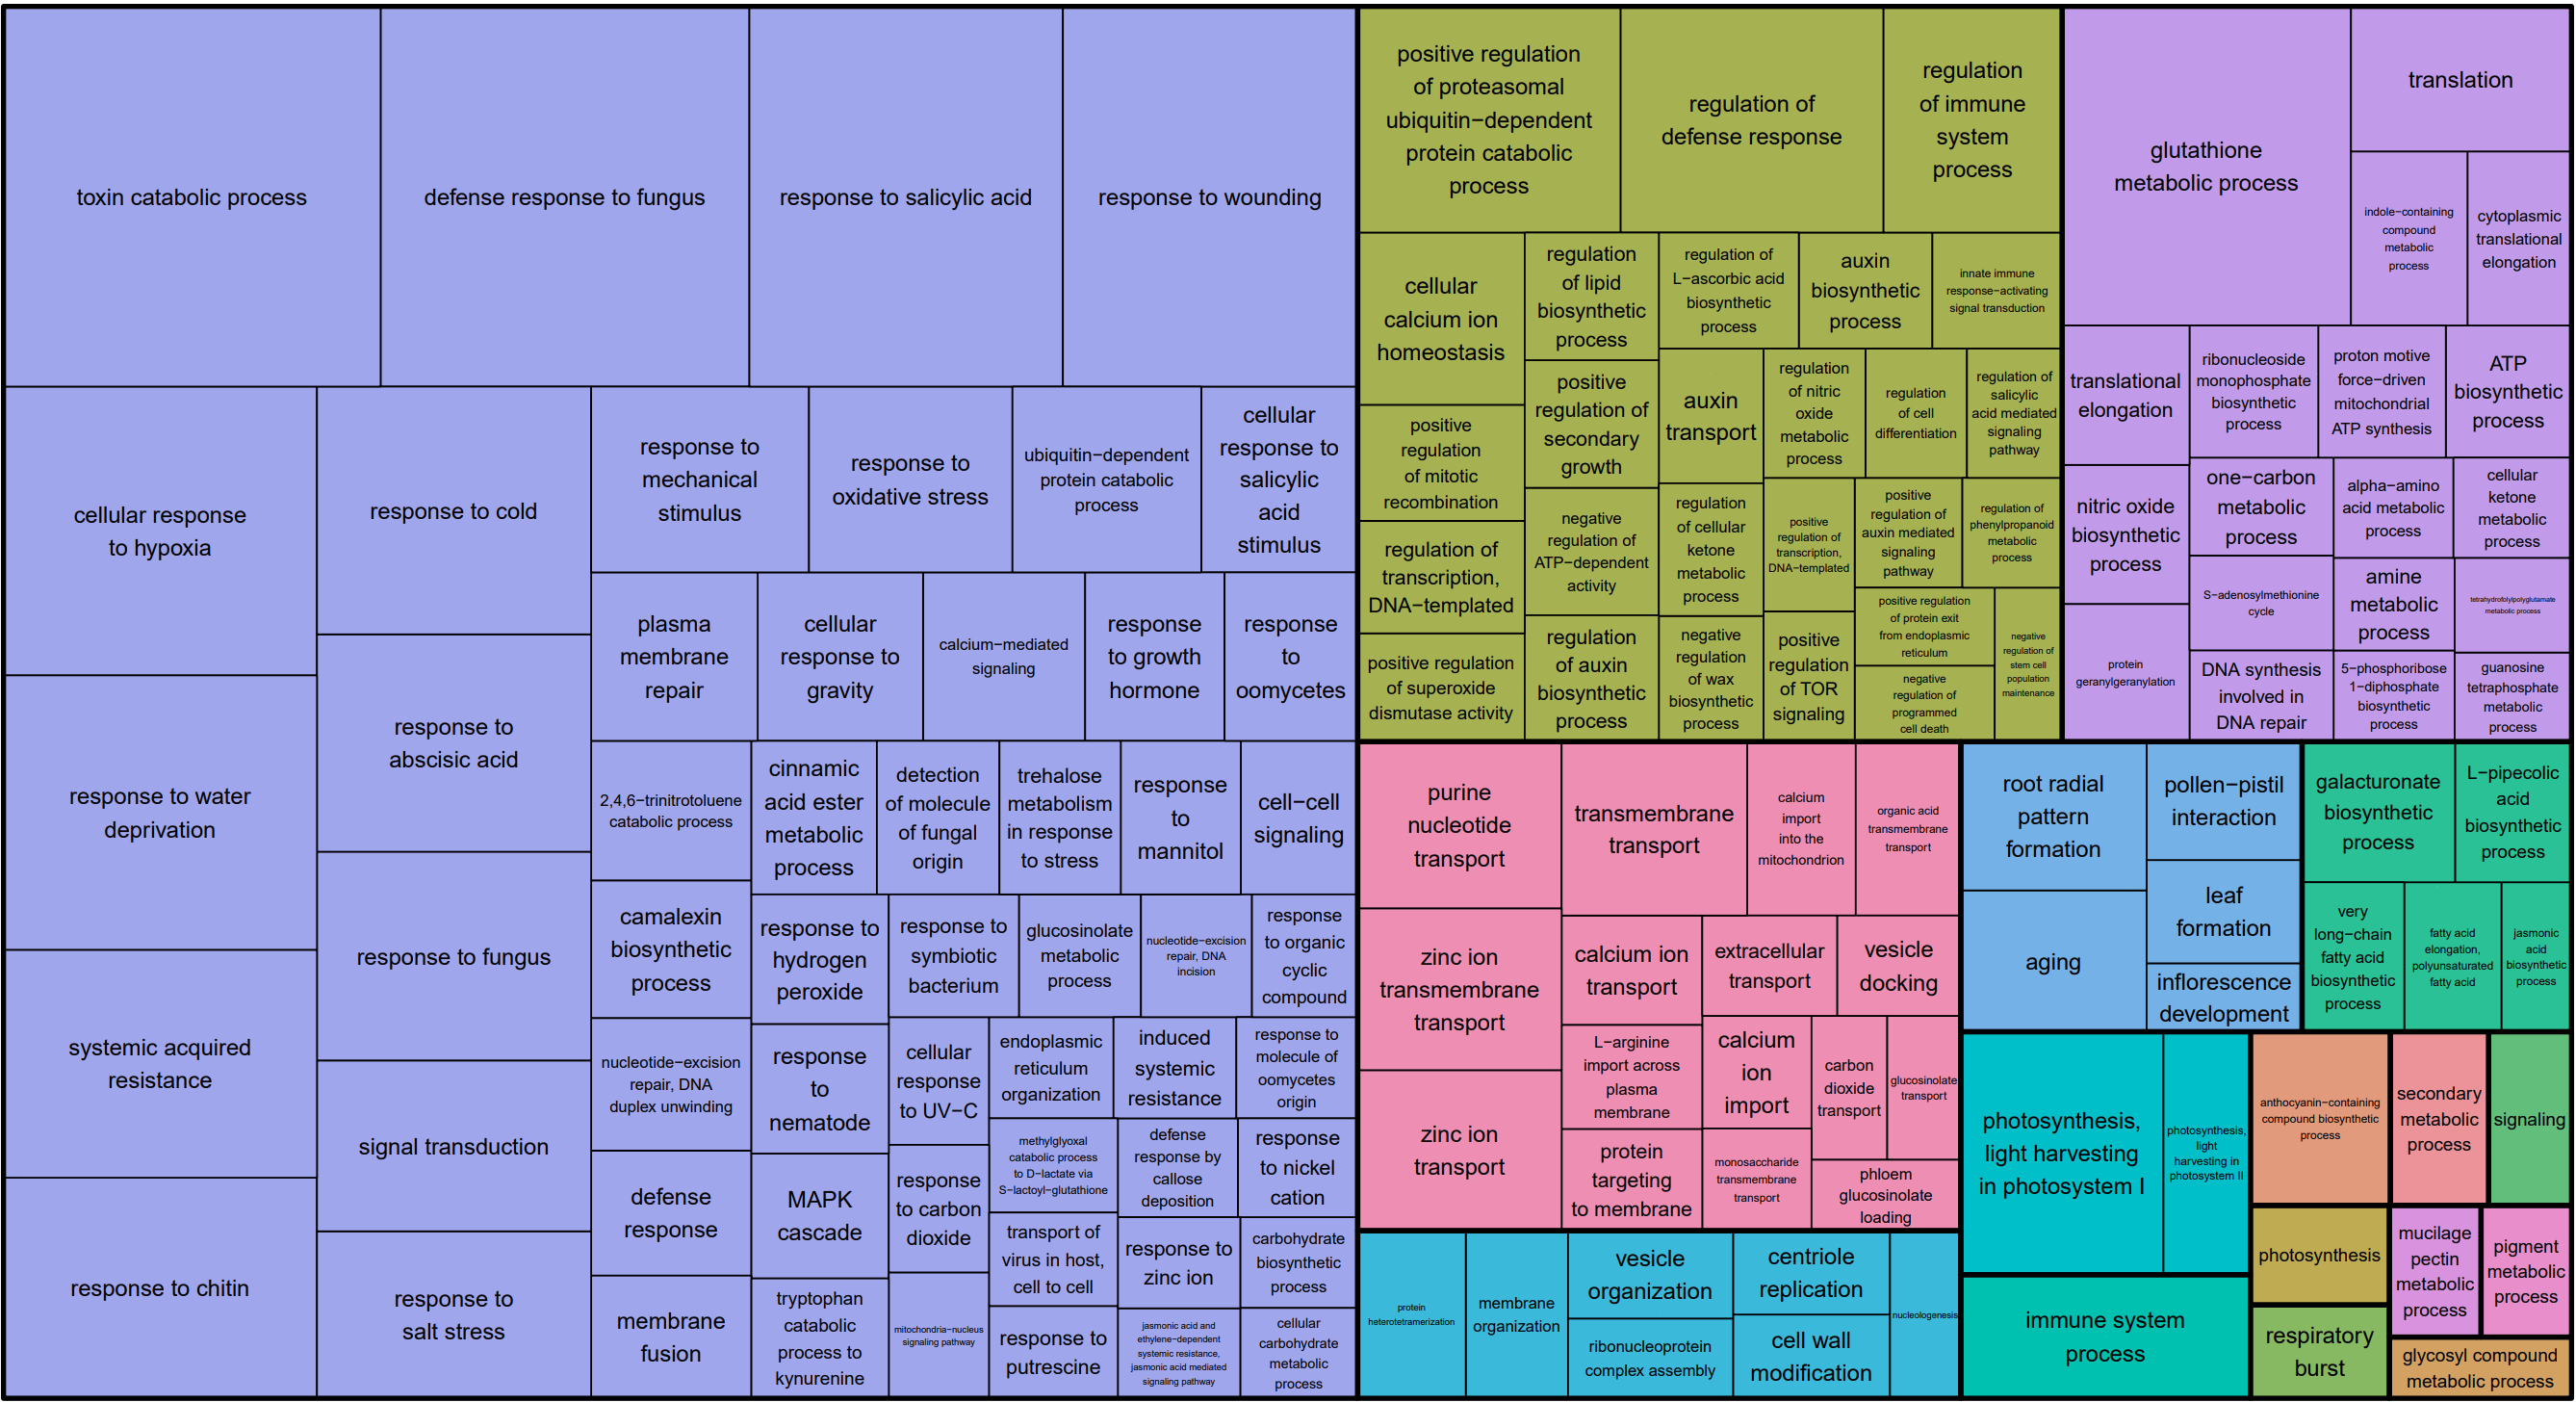 toxin catabolic process
defense response to fungus
response to salicylic acid
response to wounding
cellular response
to hypoxia
response to water
deprivation
systemic acquired
resistance
response to chitin
response to cold
response to
abscisic acid
response to fungus
signal transduction
response to
salt stress
response to
mechanical
stimulus
response to
oxidative stress
ubiquitin−dependent
protein catabolic
process
cellular
response to
salicylic
acid
stimulus
plasma
membrane
repair
cellular
response to
gravity
calcium−mediated
signaling
response
to growth
hormone
response
to
oomycetes
2,4,6−trinitrotoluene
catabolic process
camalexin
biosynthetic
process
nucleotide−excision
repair, DNA
duplex unwinding
defense
response
membrane
fusion
cinnamic
acid ester
metabolic
process
detection
of molecule
of fungal
origin
trehalose
metabolism
in response
to stress
response
to
mannitol
cell−cell
signaling
response to
hydrogen
peroxide
response
to
nematode
MAPK
cascade
tryptophan
catabolic
process to
kynurenine
response to
symbiotic
bacterium
glucosinolate
metabolic
process
nucleotide−excision
repair, DNA
incision
response
to organic
cyclic
compound
cellular
response
to UV−C
response
to carbon
dioxide
mitochondria−nucleus
signaling pathway
endoplasmic
reticulum
organization
induced
systemic
resistance
response to
molecule of
oomycetes
origin
methylglyoxal
catabolic process
to D−lactate via
S−lactoyl−glutathione
defense
response by
callose
deposition
response
to nickel
cation
transport of
virus in host,
cell to cell
response to
putrescine
response to
zinc ion
jasmonic acid and
ethylene−dependent
systemic resistance,
jasmonic acid mediated
signaling pathway
carbohydrate
biosynthetic
process
cellular
carbohydrate
metabolic
process
positive regulation
of proteasomal
ubiquitin−dependent
protein catabolic
process
regulation of
defense response
regulation
of immune
system
process
cellular
calcium ion
homeostasis
positive
regulation
of mitotic
recombination
regulation of
transcription,
DNA−templated
positive regulation
of superoxide
dismutase activity
regulation
of lipid
biosynthetic
process
positive
regulation of
secondary
growth
negative
regulation of
ATP−dependent
activity
regulation
of auxin
biosynthetic
process
regulation of
L−ascorbic acid
biosynthetic
process
auxin
biosynthetic
process
innate immune
response−activating
signal transduction
auxin
transport
regulation
of nitric
oxide
metabolic
process
regulation
of cell
differentiation
regulation of
salicylic
acid mediated
signaling
pathway
regulation
of cellular
ketone
metabolic
process
negative
regulation
of wax
biosynthetic
process
positive
regulation of
transcription,
DNA−templated
positive
regulation
of TOR
signaling
positive
regulation of
auxin mediated
signaling
pathway
regulation of
phenylpropanoid
metabolic
process
positive regulation
of protein exit
from endoplasmic
reticulum
negative
regulation of
programmed
cell death
negative
regulation of
stem cell
population
maintenance
glutathione
metabolic process
translation
indole−containing
compound
metabolic
process
cytoplasmic
translational
elongation
translational
elongation
nitric oxide
biosynthetic
process
protein
geranylgeranylation
ribonucleoside
monophosphate
biosynthetic
process
proton motive
force−driven
mitochondrial
ATP synthesis
ATP
biosynthetic
process
one−carbon
metabolic
process
alpha−amino
acid metabolic
process
cellular
ketone
metabolic
process
S−adenosylmethionine
cycle
amine
metabolic
process
tetrahydrofolylpolyglutamate
metabolic process
DNA synthesis
involved in
DNA repair
5−phosphoribose
1−diphosphate
biosynthetic
process
guanosine
tetraphosphate
metabolic
process
purine
nucleotide
transport
zinc ion
transmembrane
transport
zinc ion
transport
transmembrane
transport
calcium
import
into the
mitochondrion
organic acid
transmembrane
transport
calcium ion
transport
extracellular
transport
vesicle
docking
L−arginine
import across
plasma
membrane
protein
targeting
to membrane
calcium
ion
import
monosaccharide
transmembrane
transport
carbon
dioxide
transport
glucosinolate
transport
phloem
glucosinolate
loading
protein
heterotetramerization
membrane
organization
vesicle
organization
ribonucleoprotein
complex assembly
centriole
replication
cell wall
modification
nucleologenesis
root radial
pattern
formation
aging
pollen−pistil
interaction
leaf
formation
inflorescence
development
galacturonate
biosynthetic
process
L−pipecolic
acid
biosynthetic
process
very
long−chain
fatty acid
biosynthetic
process
fatty acid
elongation,
polyunsaturated
fatty acid
jasmonic
acid
biosynthetic
process
photosynthesis,
light harvesting
in photosystem I
photosynthesis,
light
harvesting in
photosystem II
immune system
process
anthocyanin−containing
compound biosynthetic
process
secondary
metabolic
process
signaling
photosynthesis
respiratory
burst
mucilage
pectin
metabolic
process
pigment
metabolic
process
glycosyl compound
metabolic process